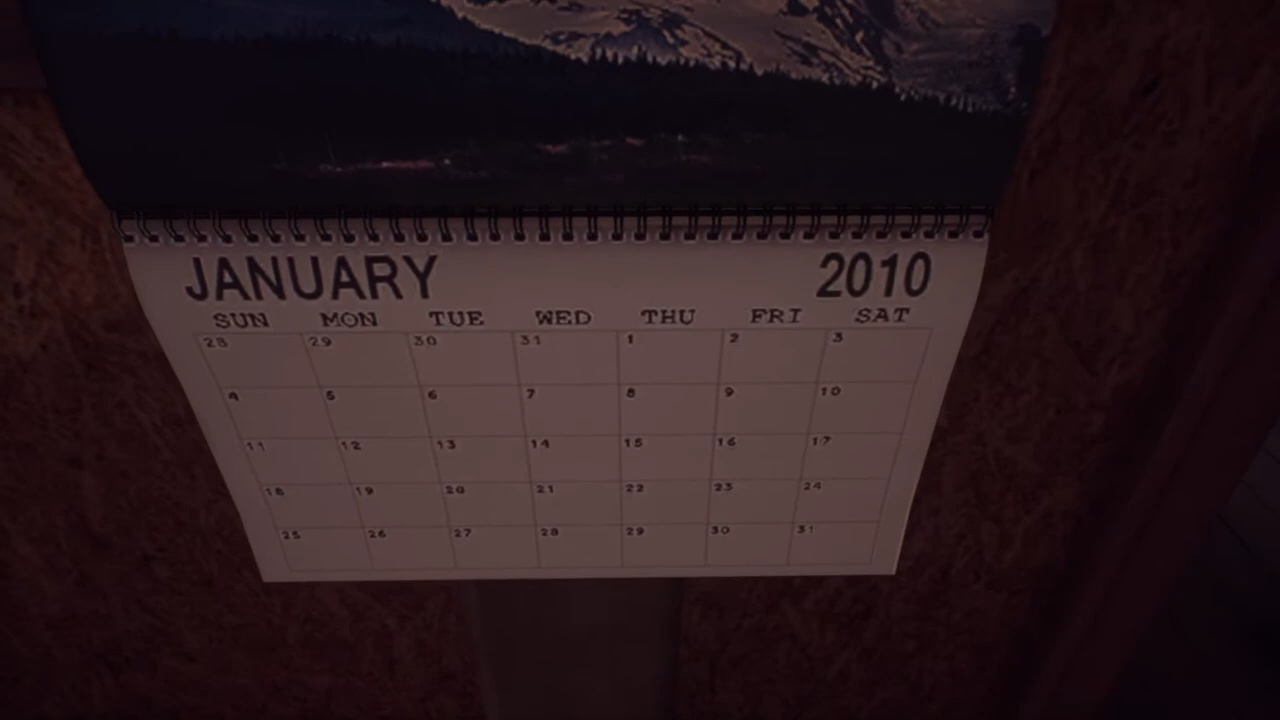 JANUARY 2010
SUN MON TUE WED THU FRI SAT
28 29 30 31 1 2 3
4 5 6 7 8 9 10
11 12 13 14 15 16 17
18 19 20 21 22 23 24
25 26 27 28 29 30 31